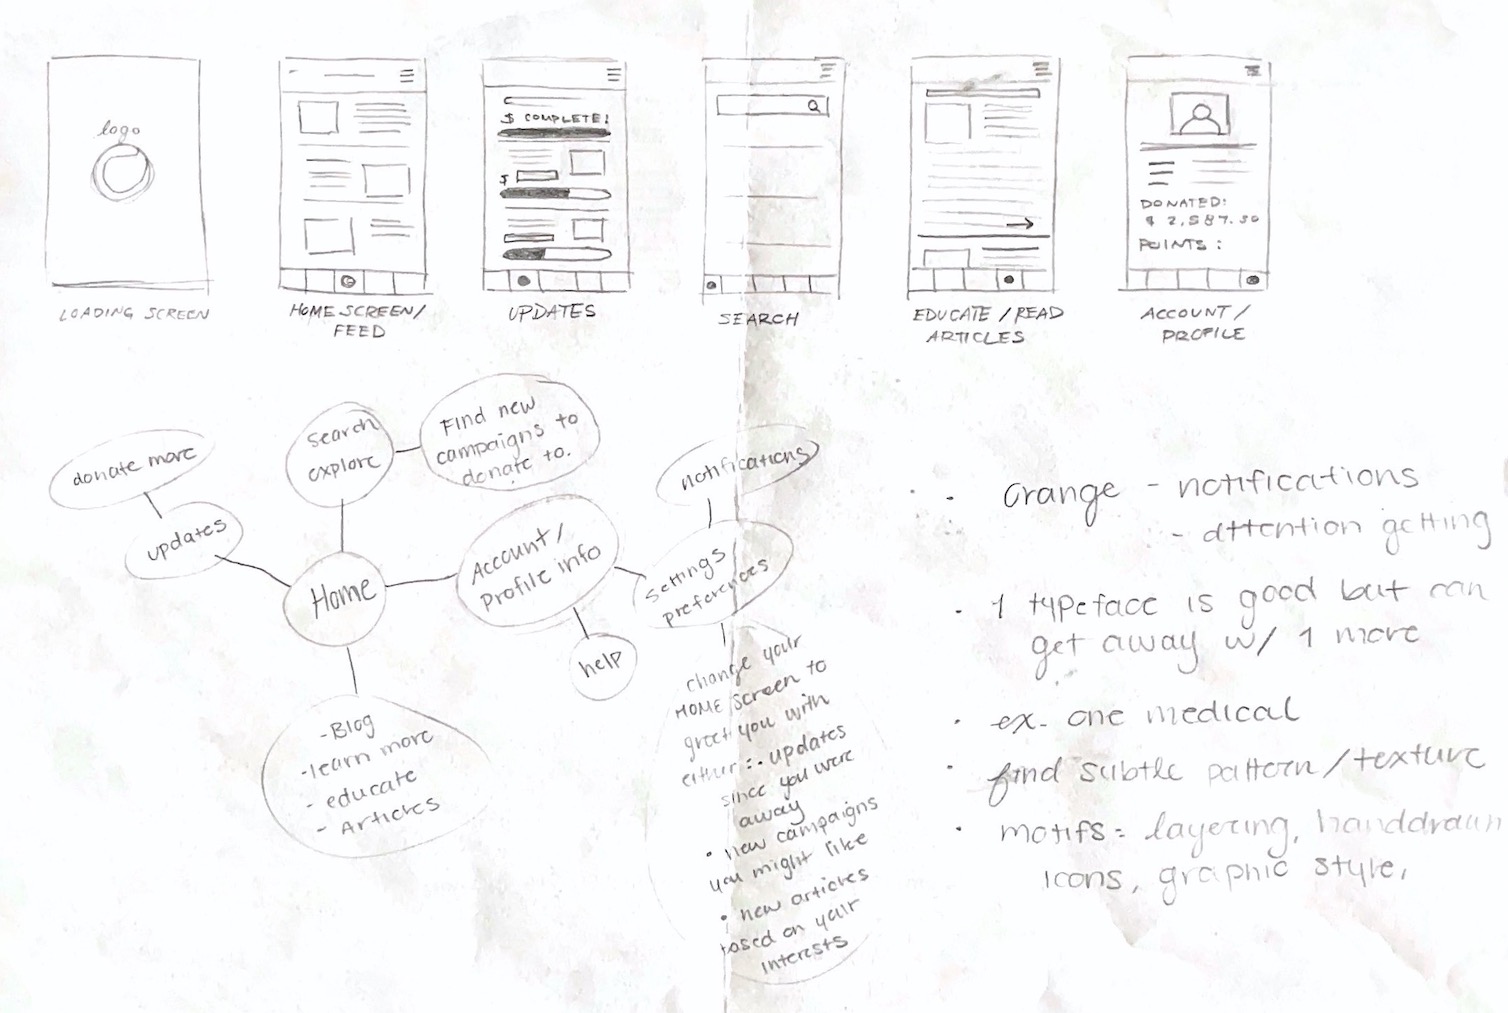 logo
LOADING SCREEN
HOME SCREEN/
FEED
$ COMPLETE!
$
UPDATES
SEARCH
EDUCATE / READ
ARTICLES
DONATED:
$ 2,587.50
POINTS :
ACCOUNT /
PROFILE
donate more
updates
Search
explore
Find new
campaigns to
donate to.
Home
Account /
Profile info
help
notifications
Settings/
preferences
change your
HOME screen to
greet you with
either :• updates
since you were
away
• new campaigns
you might like
• new articles
based on your
interests
-Blog
-learn more
- educate
- Articles
• Orange - notifications
- attention getting
• 1 typeface is good but can
get away w/ 1 more
• ex. one medical
• find subtle pattern/texture
• motifs: layering, handdrawn
icons, graphic style,